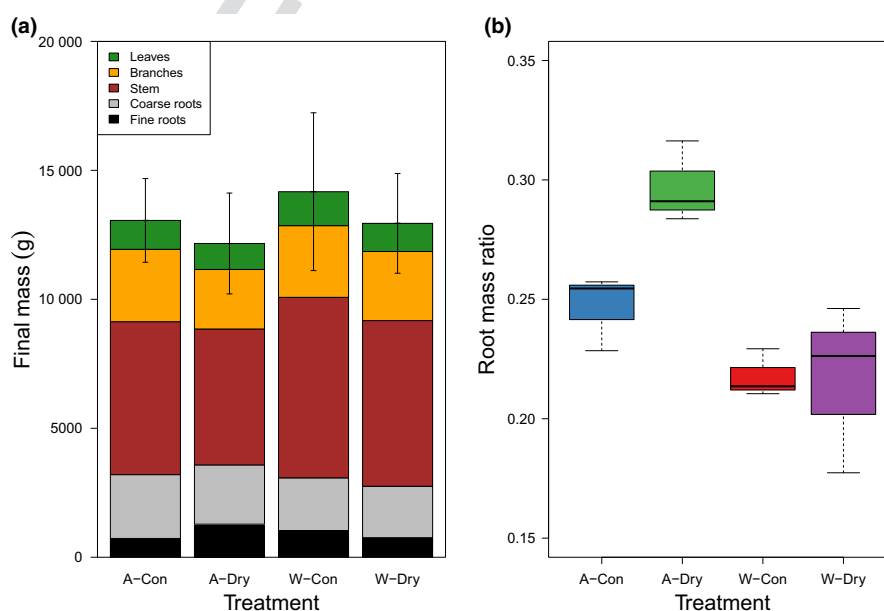 (a)
20 000
15 000
10 000
5000
0
Final mass (g)
Leaves
Branches
Stem
Coarse roots
Fine roots
A−Con A−Dry W−Con W−Dry
Treatment
(b)
0.35
0.30
0.25
0.20
0.15
Root mass ratio
A−Con A−Dry W−Con W−Dry
Treatment